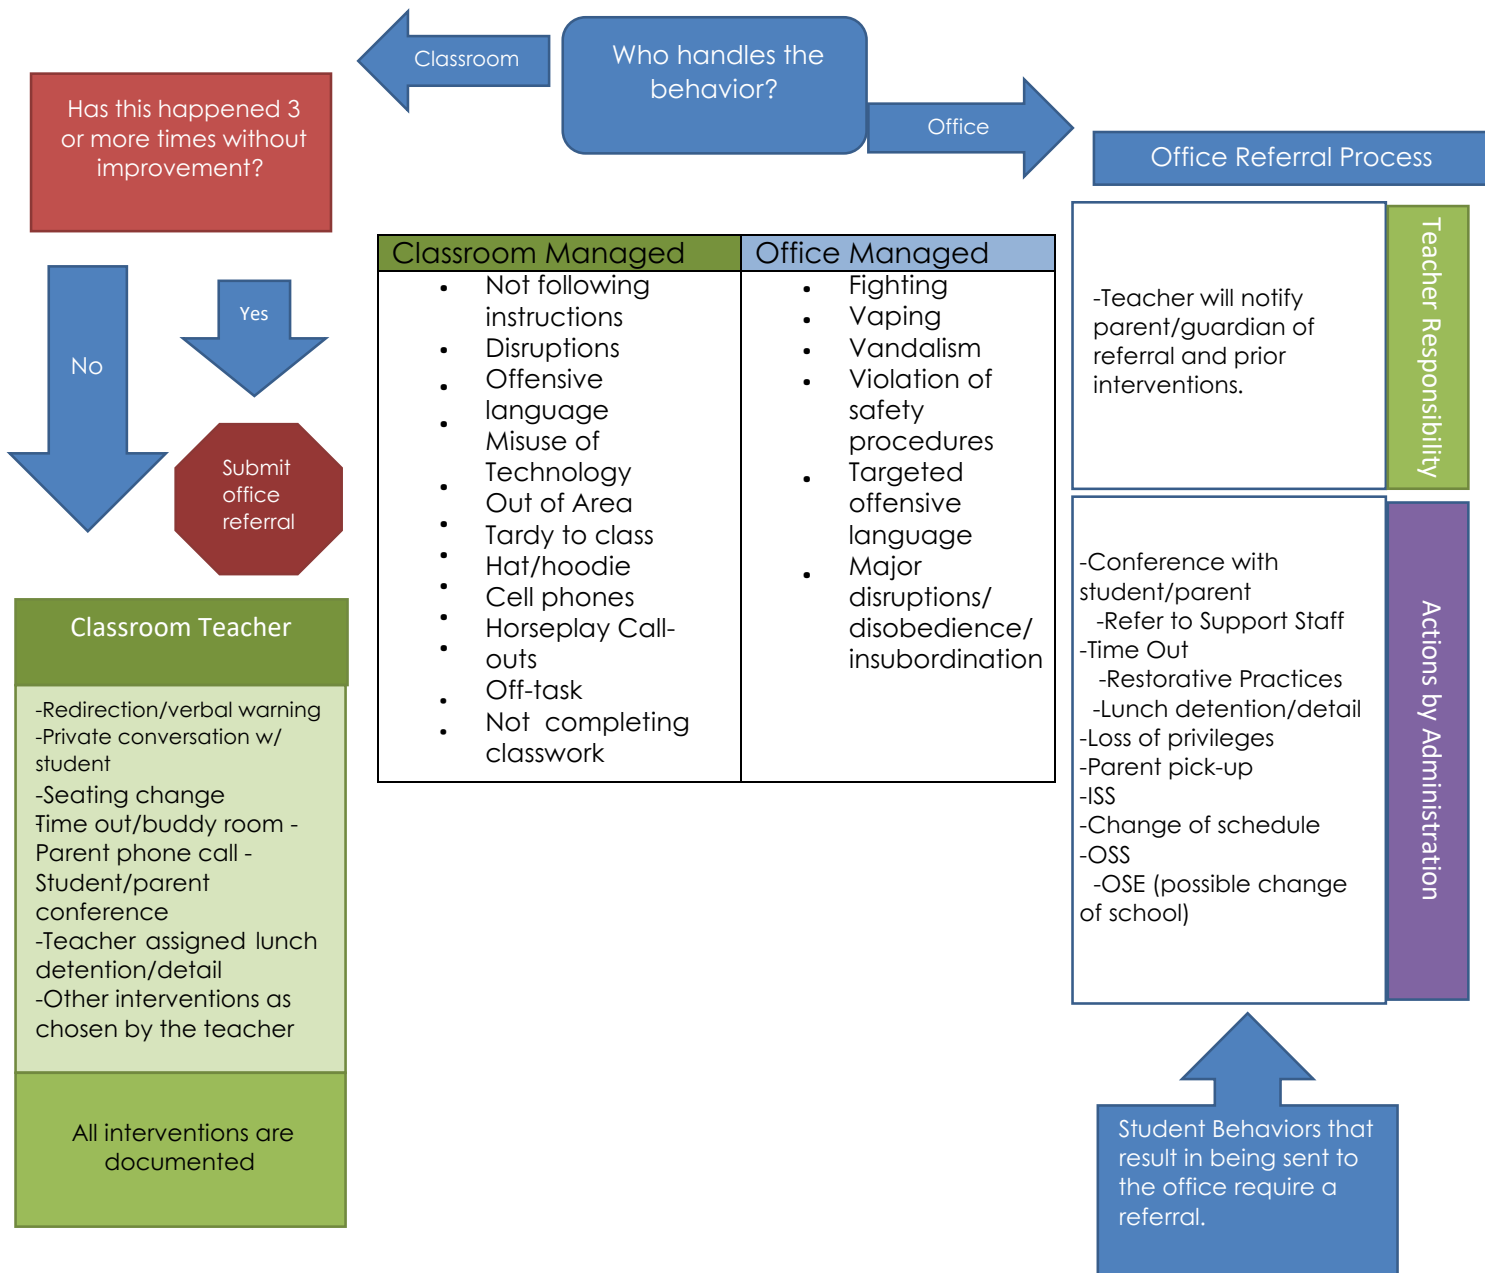 Who handles the
behavior?
Classroom
Office
Has this happened 3
or more times without
improvement?
No
Yes
Submit
office
referral
Classroom Teacher
-Redirection/verbal warning
-Private conversation w/
student
-Seating change
-Time out/buddy room -
Parent phone call -
Student/parent
conference
-Teacher assigned lunch
detention/detail
-Other interventions as
chosen by the teacher
All interventions are
documented
Classroom Managed
• Not following
instructions
• Disruptions
• Offensive
language
• Misuse of
Technology
• Out of Area
• Tardy to class
• Hat/hoodie
• Cell phones
• Horseplay Call-
• outs
• Off-task
• Not completing
classwork
Office Managed
• Fighting
• Vaping
• Vandalism
• Violation of
safety
procedures
• Targeted
offensive
language
• Major
disruptions/
disobedience/
insubordination
Office Referral Process
-Teacher will notify
parent/guardian of
referral and prior
interventions.
Teacher Responsibility
-Conference with
student/parent
-Refer to Support Staff
-Time Out
-Restorative Practices
-Lunch detention/detail
-Loss of privileges
-Parent pick-up
-ISS
-Change of schedule
-OSS
-OSE (possible change
of school)
Actions by Administration
Student Behaviors that
result in being sent to
the office require a
referral.